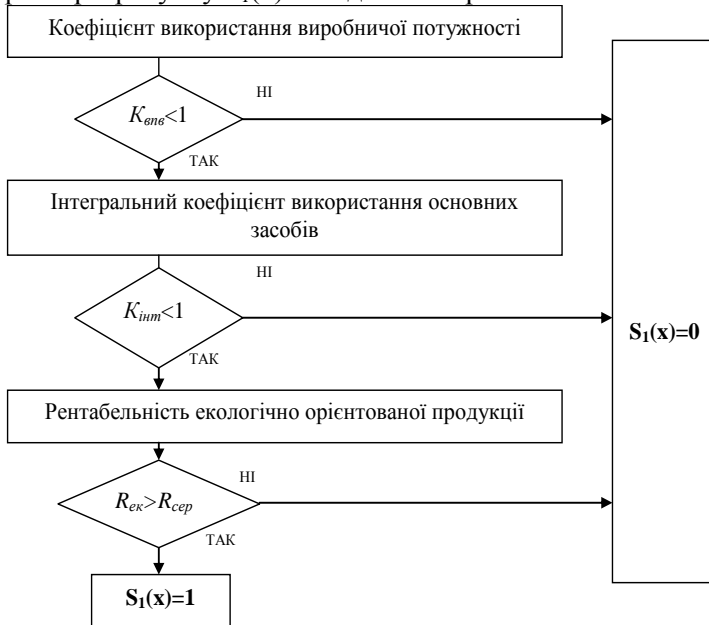 Коефіцієнт використання виробничої потужності
НІ
Kвпв<1
ТАК
Інтегральний коефіцієнт використання основних
засобів
НІ
Kінт<1
ТАК
S₁(x)=0
Рентабельність екологічно орієнтованої продукції
НІ
Rек>Rсер
ТАК
S₁(x)=1